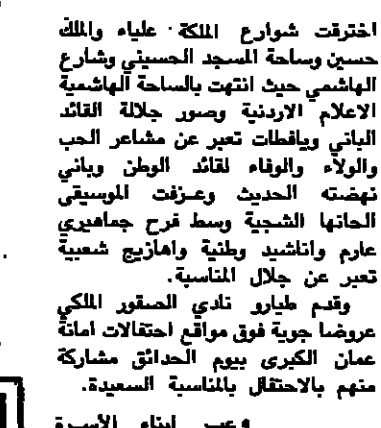 اخترقت شوارع الملكة علياء والملك
حسين وساحة المسجد الحسيني وشارع
الهاشمي حيث انتهت بالساحة الهاشمية
الاعلام الاردنية وصور جلالة القائد
الباني ويافطات تعبر عن مشاعر الحب
والولاء والوفاء لقائد الوطن وباني
نهضته الحديث وعزفت الموسيقى
الحانها الشجية وسط فرح جماهيري
عارم واناشيد وطنية واهازيج شعبية
تعبر عن جلال المناسبة.
وقدم طيارو نادي الصقور الملكي
عروضا جوية فوق مواقع احتفالات امانة
عمان الكبرى بيوم الحدائق مشاركة
منهم بالاحتفال بالمناسبة السعيدة.
وعبر ابناء الأسرة